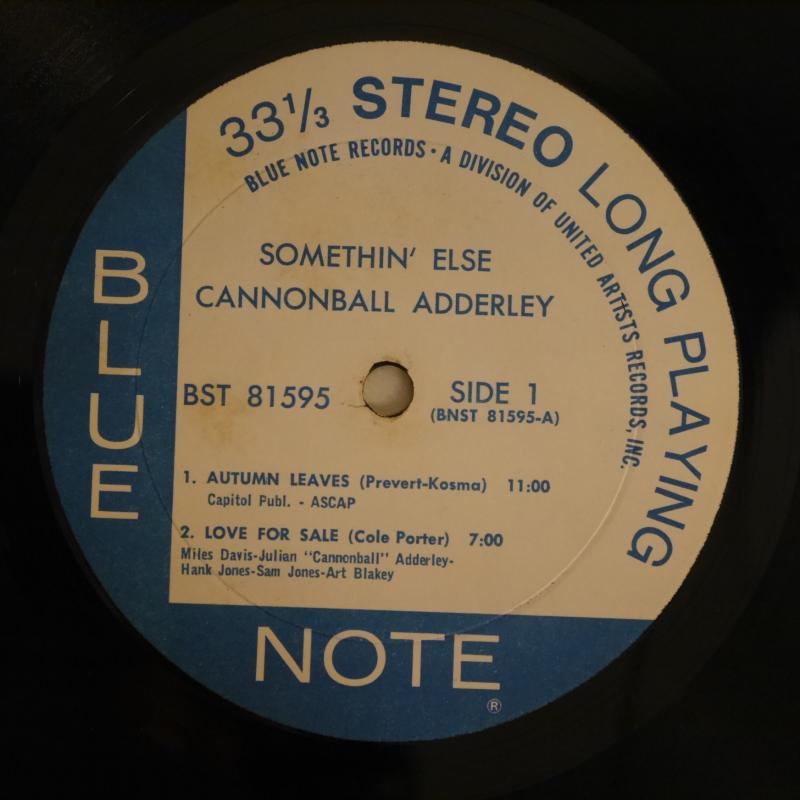 33 1/3 STEREO LONG PLAYING
BLUE NOTE RECORDS · A DIVISION OF UNITED ARTISTS RECORDS, INC.
SOMETHIN' ELSE
CANNONBALL ADDERLEY
BST 81595
SIDE 1
(BNST 81595-A)
1. AUTUMN LEAVES (Prevert-Kosma) 11:00
Capitol Publ. - ASCAP
2. LOVE FOR SALE (Cole Porter) 7:00
Miles Davis-Julian "Cannonball" Adderley-
Hank Jones-Sam Jones-Art Blakey
BLUE
NOTE
®